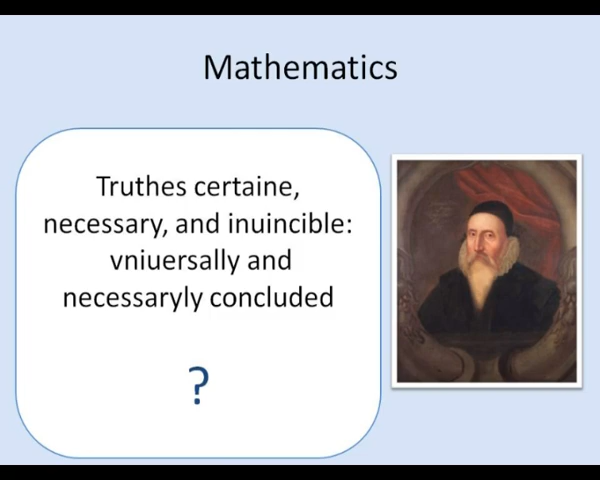 Mathematics
Truthes certaine,
necessary, and inuincible:
vniuersally and
necessaryly concluded
?